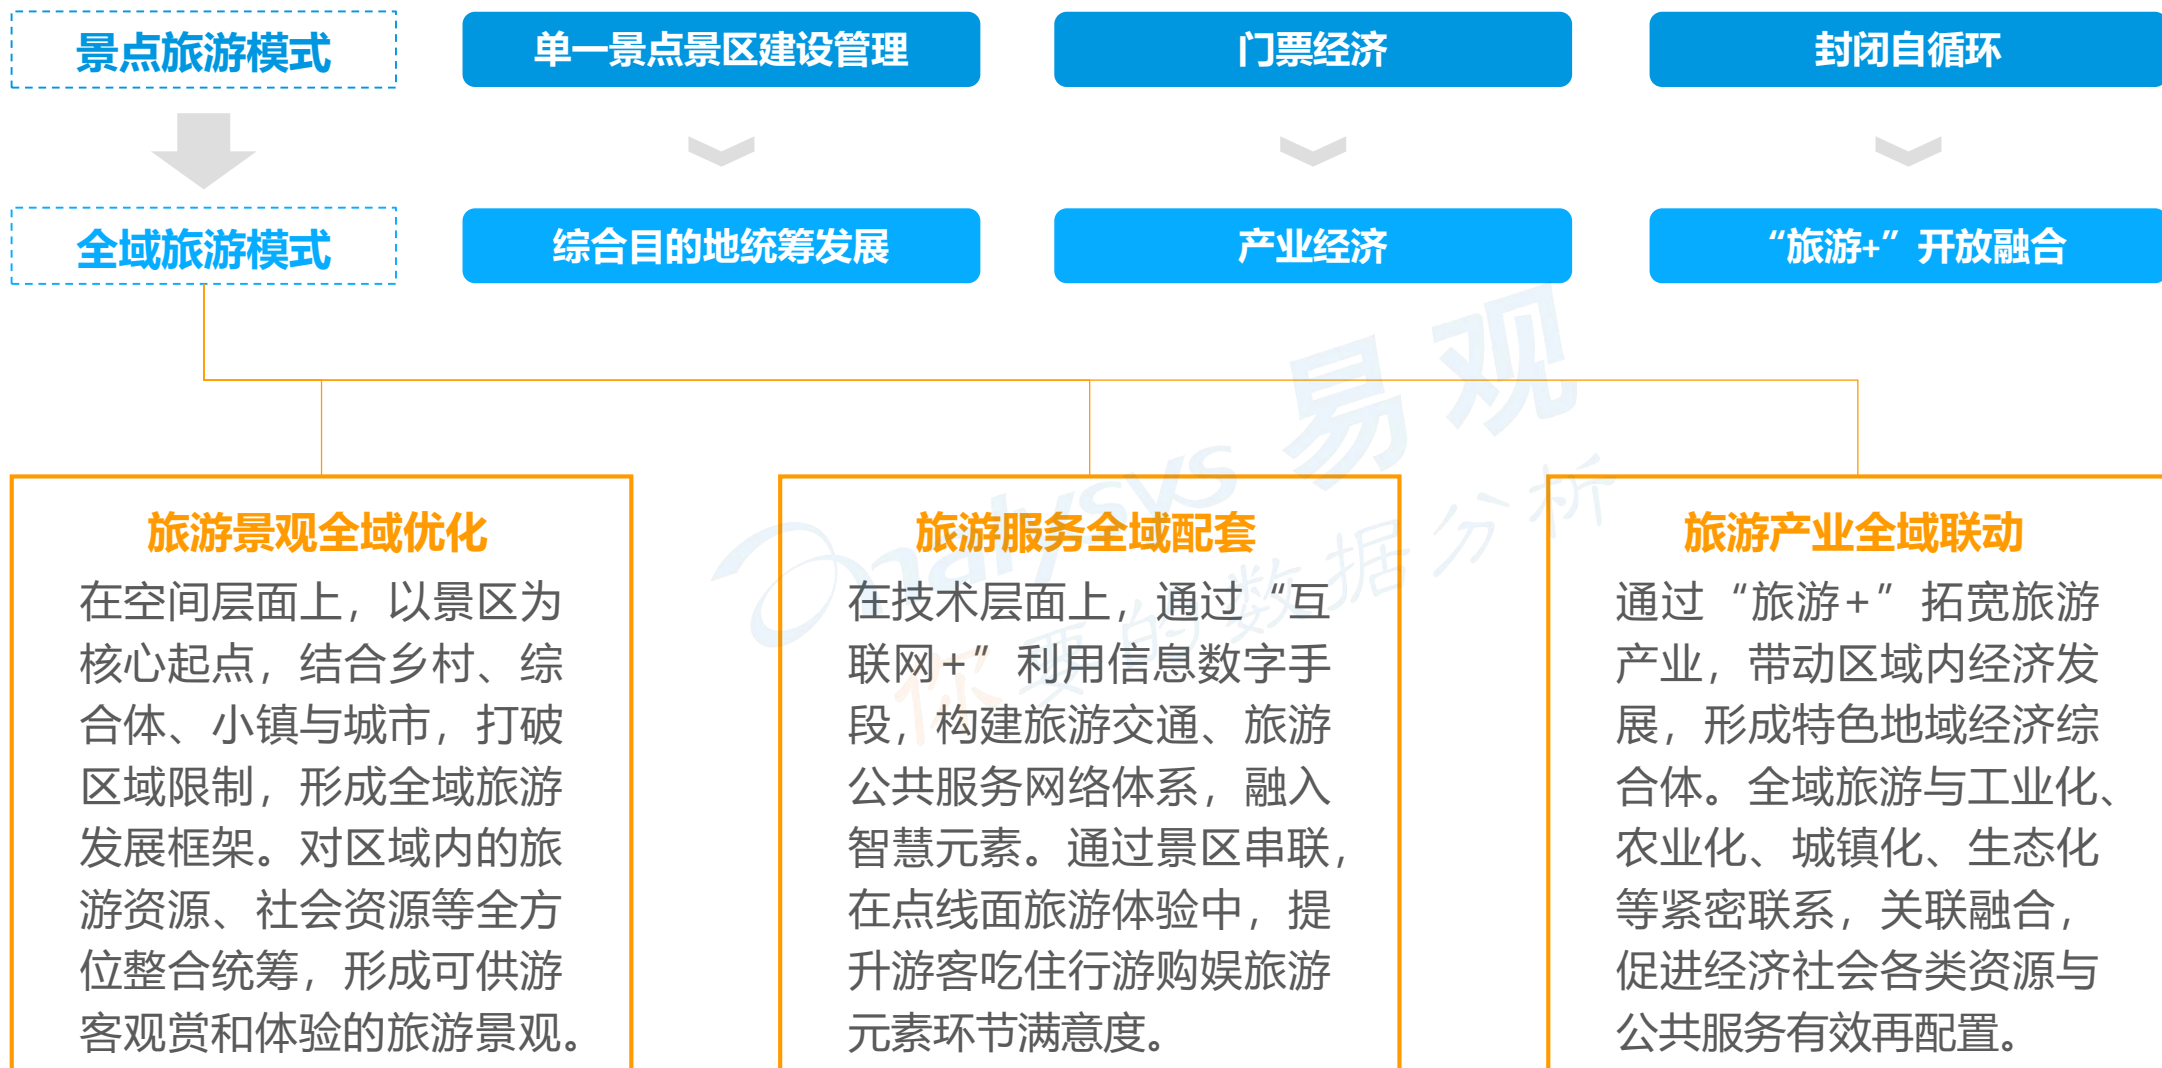 景点旅游模式
单一景点景区建设管理
门票经济
封闭自循环
全域旅游模式
综合目的地统筹发展
产业经济
“旅游+”开放融合
旅游景观全域优化
在空间层面上，以景区为
核心起点，结合乡村、综
合体、小镇与城市，打破
区域限制，形成全域旅游
发展框架。对区域内的旅
游资源、社会资源等全方
位整合统筹，形成可供游
客观赏和体验的旅游景观。
旅游服务全域配套
在技术层面上，通过“互
联网+”利用信息数字手
段，构建旅游交通、旅游
公共服务网络体系，融入
智慧元素。通过景区串联，
在点线面旅游体验中，提
升游客吃住行游购娱旅游
元素环节满意度。
旅游产业全域联动
通过“旅游+”拓宽旅游
产业，带动区域内经济发
展，形成特色地域经济综
合体。全域旅游与工业化、
农业化、城镇化、生态化
等紧密联系，关联融合，
促进经济社会各类资源与
公共服务有效再配置。
Analysys 易观
你要的数据分析